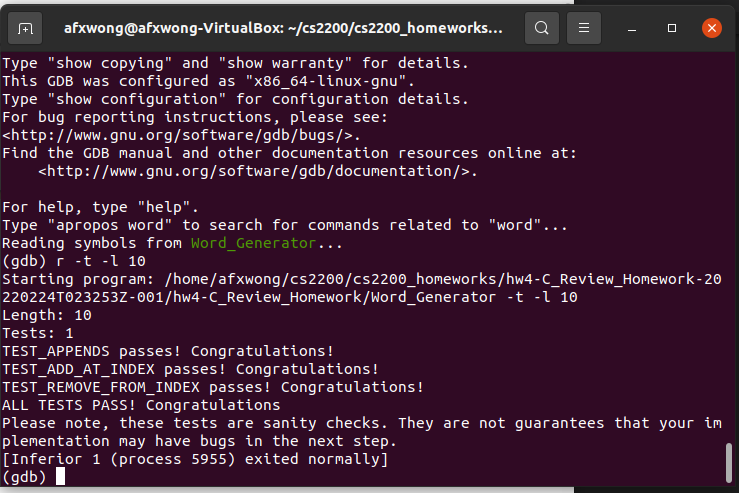 afxwong@afxwong-VirtualBox: ~/cs2200/cs2200_homeworks...
Type "show copying" and "show warranty" for details.
This GDB was configured as "x86_64-linux-gnu".
Type "show configuration" for configuration details.
For bug reporting instructions, please see:
<http://www.gnu.org/software/gdb/bugs/>.
Find the GDB manual and other documentation resources online at:
    <http://www.gnu.org/software/gdb/documentation/>.

For help, type "help".
Type "apropos word" to search for commands related to "word"...
Reading symbols from Word_Generator...
(gdb) r -t -l 10
Starting program: /home/afxwong/cs2200/cs2200_homeworks/hw4-C_Review_Homework-20
220224T023253Z-001/hw4-C_Review_Homework/Word_Generator -t -l 10
Length: 10
Tests: 1
TEST_APPENDS passes! Congratulations!
TEST_ADD_AT_INDEX passes! Congratulations!
TEST_REMOVE_FROM_INDEX passes! Congratulations!
ALL TESTS PASS! Congratulations
Please note, these tests are sanity checks. They are not guarantees that your im
plementation may have bugs in the next step.
[Inferior 1 (process 5955) exited normally]
(gdb)